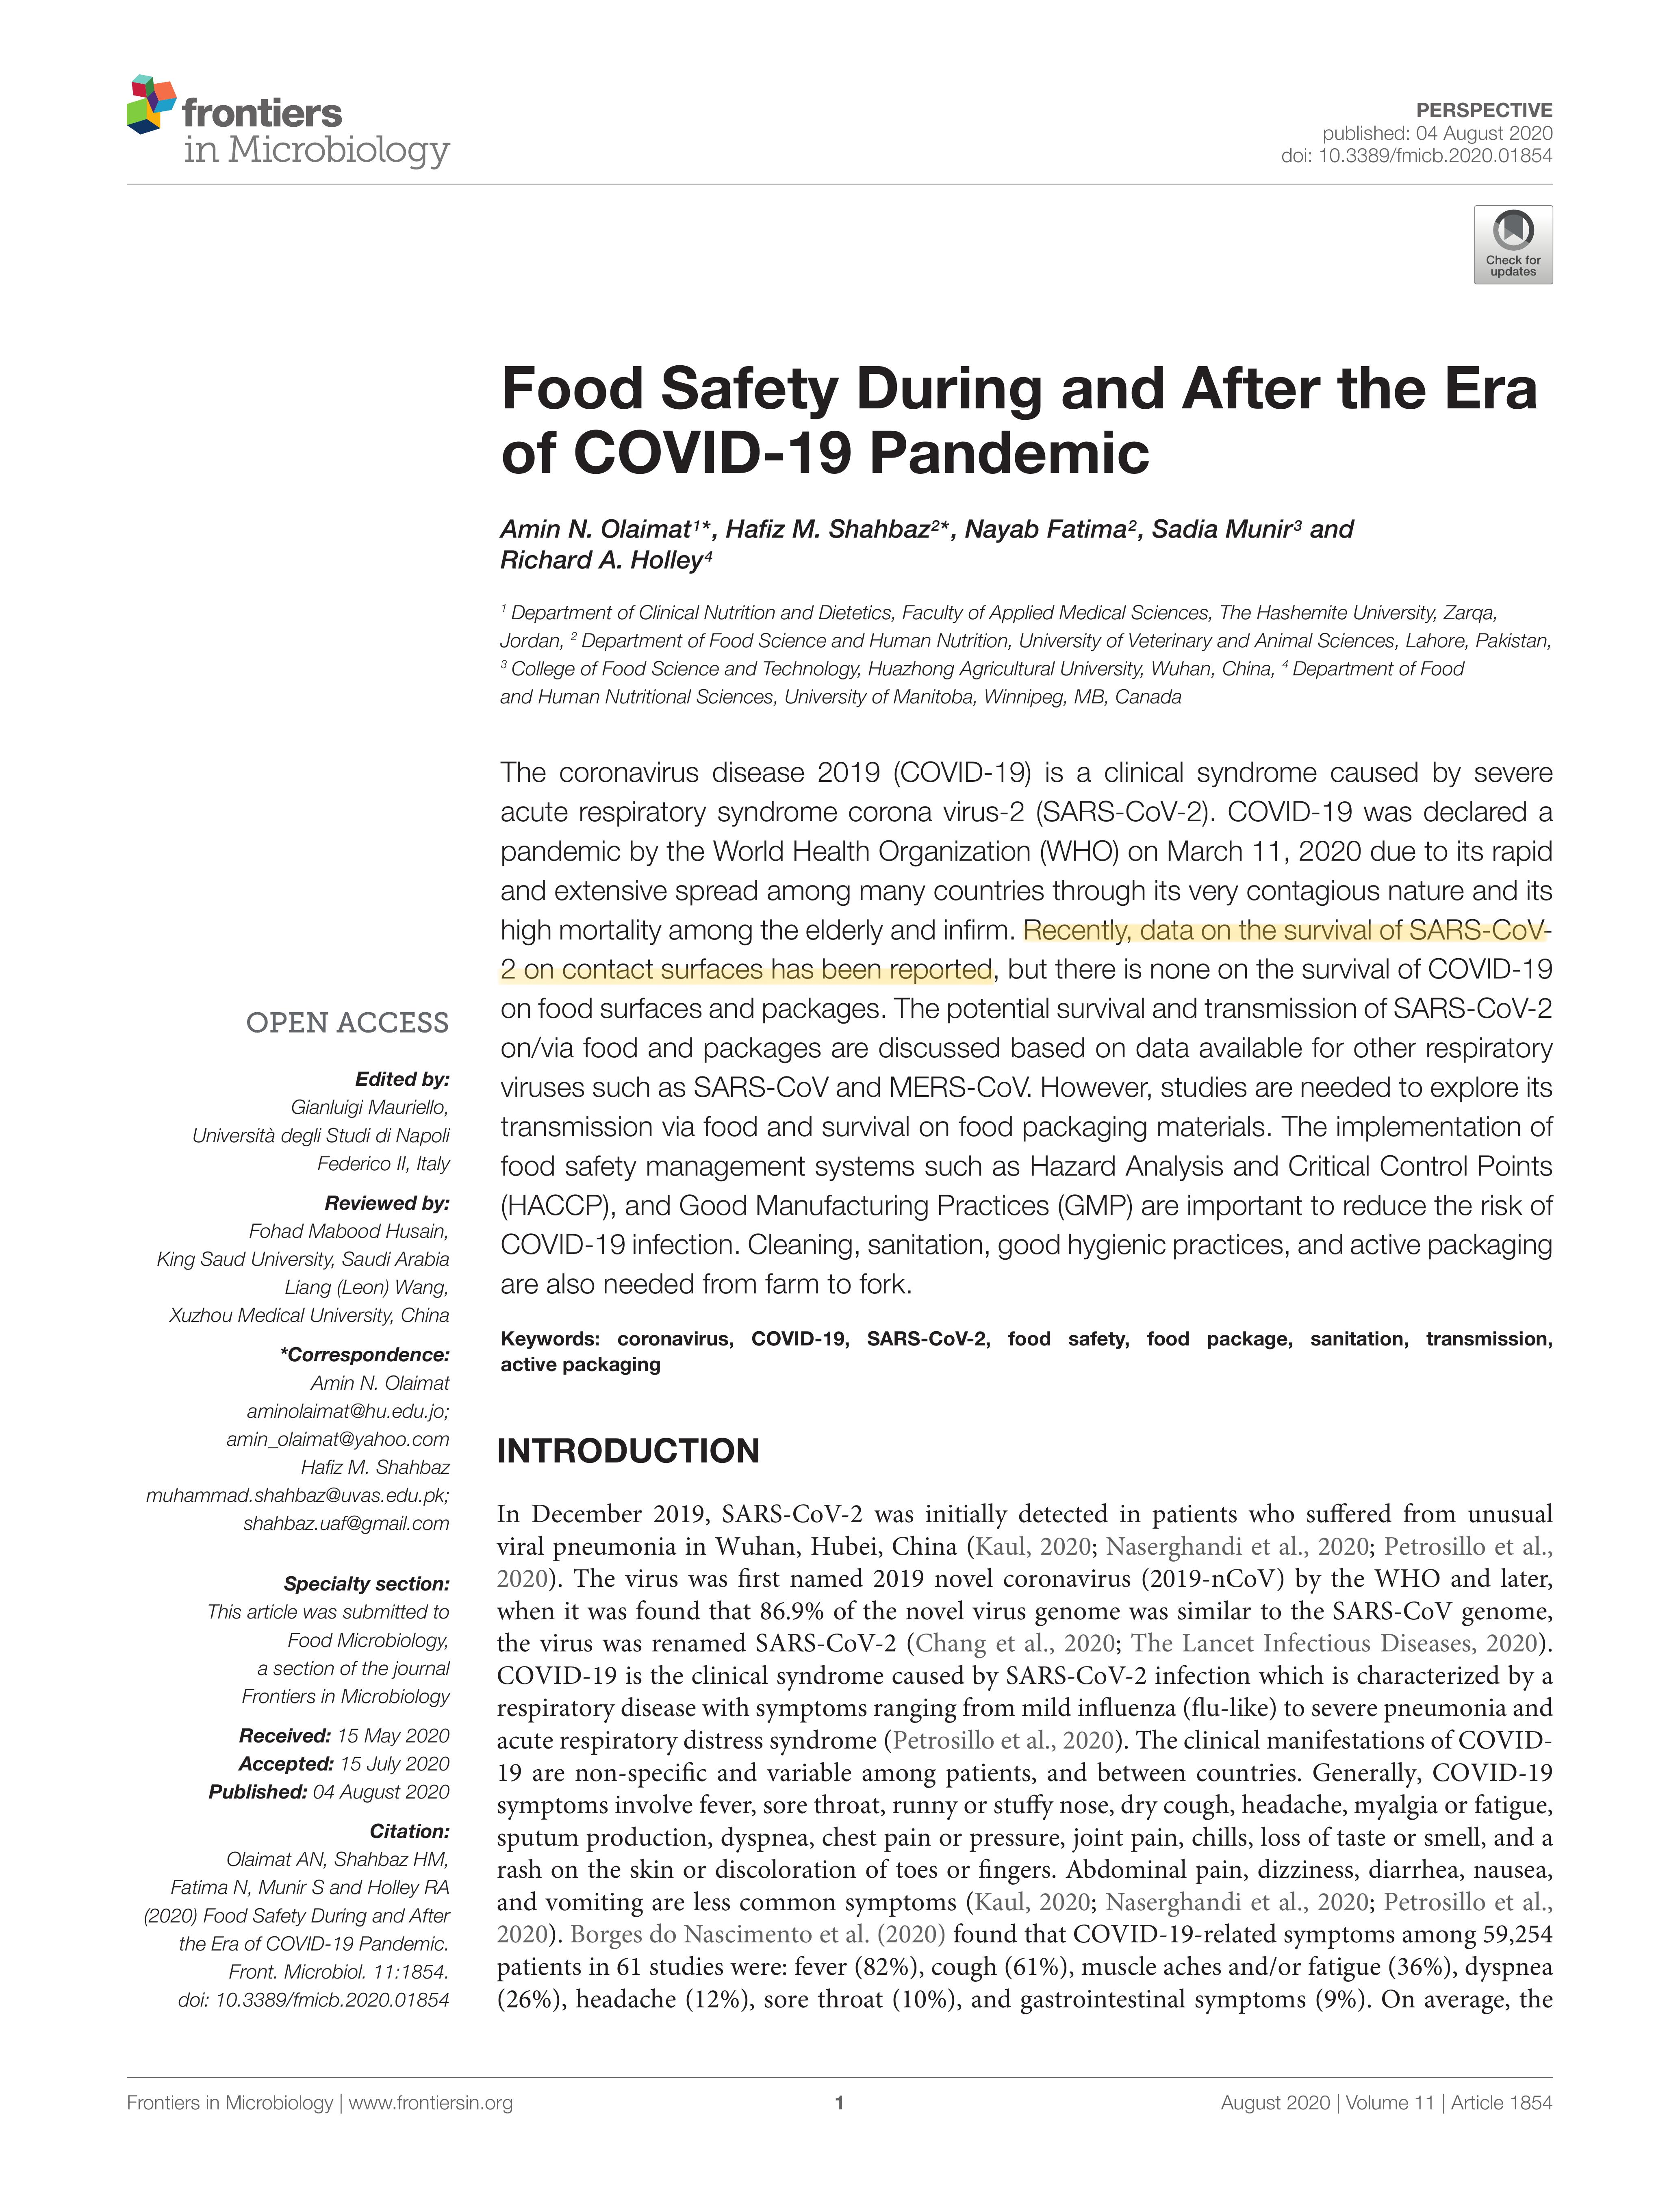 frontiers
in Microbiology
PERSPECTIVE
published: 04 August 2020
doi: 10.3389/fmicb.2020.01854
Check for
updates
Food Safety During and After the Era
of COVID-19 Pandemic
Amin N. Olaimat¹*, Hafiz M. Shahbaz²*, Nayab Fatima², Sadia Munir³ and
Richard A. Holley⁴
¹ Department of Clinical Nutrition and Dietetics, Faculty of Applied Medical Sciences, The Hashemite University, Zarqa,
Jordan, ² Department of Food Science and Human Nutrition, University of Veterinary and Animal Sciences, Lahore, Pakistan,
³ College of Food Science and Technology, Huazhong Agricultural University, Wuhan, China, ⁴ Department of Food
and Human Nutritional Sciences, University of Manitoba, Winnipeg, MB, Canada
The coronavirus disease 2019 (COVID-19) is a clinical syndrome caused by severe
acute respiratory syndrome corona virus-2 (SARS-CoV-2). COVID-19 was declared a
pandemic by the World Health Organization (WHO) on March 11, 2020 due to its rapid
and extensive spread among many countries through its very contagious nature and its
high mortality among the elderly and infirm. Recently, data on the survival of SARS-CoV-
2 on contact surfaces has been reported, but there is none on the survival of COVID-19
on food surfaces and packages. The potential survival and transmission of SARS-CoV-2
on/via food and packages are discussed based on data available for other respiratory
viruses such as SARS-CoV and MERS-CoV. However, studies are needed to explore its
transmission via food and survival on food packaging materials. The implementation of
food safety management systems such as Hazard Analysis and Critical Control Points
(HACCP), and Good Manufacturing Practices (GMP) are important to reduce the risk of
COVID-19 infection. Cleaning, sanitation, good hygienic practices, and active packaging
are also needed from farm to fork.
Keywords: coronavirus, COVID-19, SARS-CoV-2, food safety, food package, sanitation, transmission,
active packaging
OPEN ACCESS
Edited by:
Gianluigi Mauriello,
Università degli Studi di Napoli
Federico II, Italy
Reviewed by:
Fohad Mabood Husain,
King Saud University, Saudi Arabia
Liang (Leon) Wang,
Xuzhou Medical University, China
*Correspondence:
Amin N. Olaimat
aminolaimat@hu.edu.jo;
amin_olaimat@yahoo.com
Hafiz M. Shahbaz
muhammad.shahbaz@uvas.edu.pk;
shahbaz.uaf@gmail.com
Specialty section:
This article was submitted to
Food Microbiology,
a section of the journal
Frontiers in Microbiology
Received: 15 May 2020
Accepted: 15 July 2020
Published: 04 August 2020
Citation:
Olaimat AN, Shahbaz HM,
Fatima N, Munir S and Holley RA
(2020) Food Safety During and After
the Era of COVID-19 Pandemic.
Front. Microbiol. 11:1854.
doi: 10.3389/fmicb.2020.01854
INTRODUCTION
In December 2019, SARS-CoV-2 was initially detected in patients who suffered from unusual
viral pneumonia in Wuhan, Hubei, China (Kaul, 2020; Naserghandi et al., 2020; Petrosillo et al.,
2020). The virus was first named 2019 novel coronavirus (2019-nCoV) by the WHO and later,
when it was found that 86.9% of the novel virus genome was similar to the SARS-CoV genome,
the virus was renamed SARS-CoV-2 (Chang et al., 2020; The Lancet Infectious Diseases, 2020).
COVID-19 is the clinical syndrome caused by SARS-CoV-2 infection which is characterized by a
respiratory disease with symptoms ranging from mild influenza (flu-like) to severe pneumonia and
acute respiratory distress syndrome (Petrosillo et al., 2020). The clinical manifestations of COVID-
19 are non-specific and variable among patients, and between countries. Generally, COVID-19
symptoms involve fever, sore throat, runny or stuffy nose, dry cough, headache, myalgia or fatigue,
sputum production, dyspnea, chest pain or pressure, joint pain, chills, loss of taste or smell, and a
rash on the skin or discoloration of toes or fingers. Abdominal pain, dizziness, diarrhea, nausea,
and vomiting are less common symptoms (Kaul, 2020; Naserghandi et al., 2020; Petrosillo et al.,
2020). Borges do Nascimento et al. (2020) found that COVID-19-related symptoms among 59,254
patients in 61 studies were: fever (82%), cough (61%), muscle aches and/or fatigue (36%), dyspnea
(26%), headache (12%), sore throat (10%), and gastrointestinal symptoms (9%). On average, the
Frontiers in Microbiology | www.frontiersin.org
1
August 2020 | Volume 11 | Article 1854